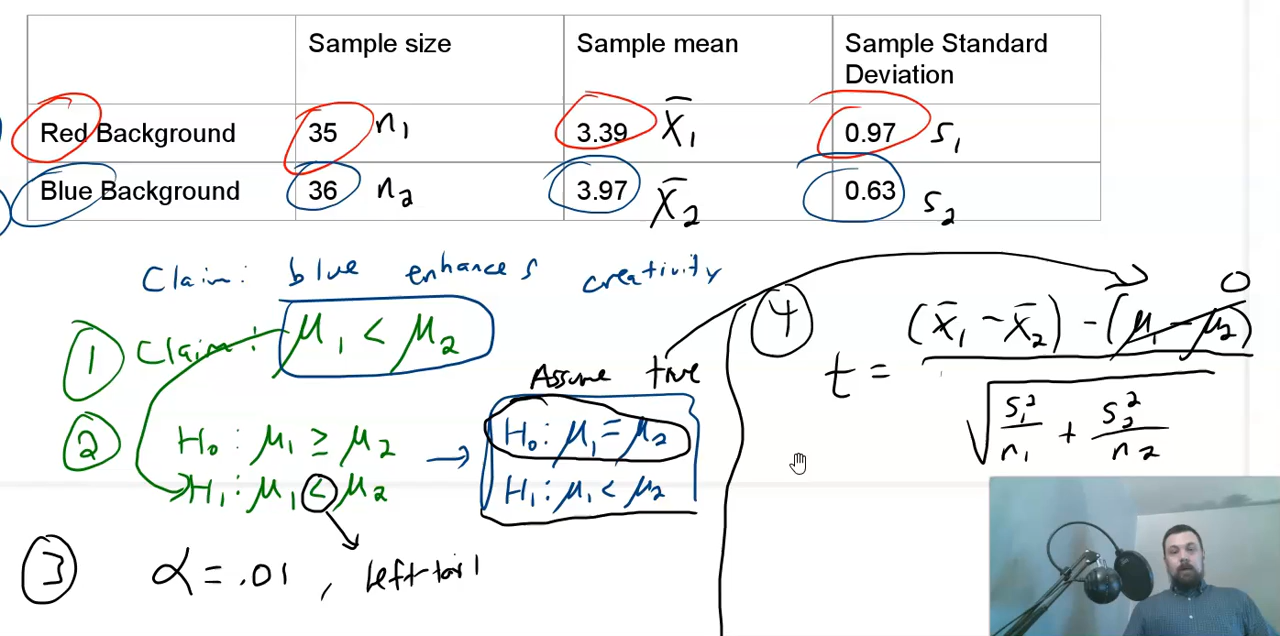 Sample size Sample mean Sample Standard Deviation
Red Background 35 n₁ 3.39 x̄₁ 0.97 s₁
Blue Background 36 n₂ 3.97 x̄₂ 0.63 s₂
Claim: blue enhances creativity
① Claim: μ₁ < μ₂
② H₀: μ₁ ≥ μ₂
H₁: μ₁ < μ₂
Assume true
H₀: μ₁ = μ₂
H₁: μ₁ < μ₂
③ α = .01, left tail
④ t = ((x̄₁ - x̄₂) - (μ₁ - μ₂)) / √(s₁²/n₁ + s₂²/n₂)
0